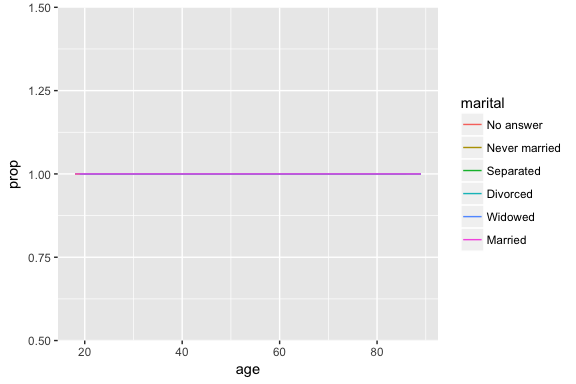 1.50
1.25
1.00
0.75
0.50
prop
20 40 60 80
age
marital
No answer
Never married
Separated
Divorced
Widowed
Married